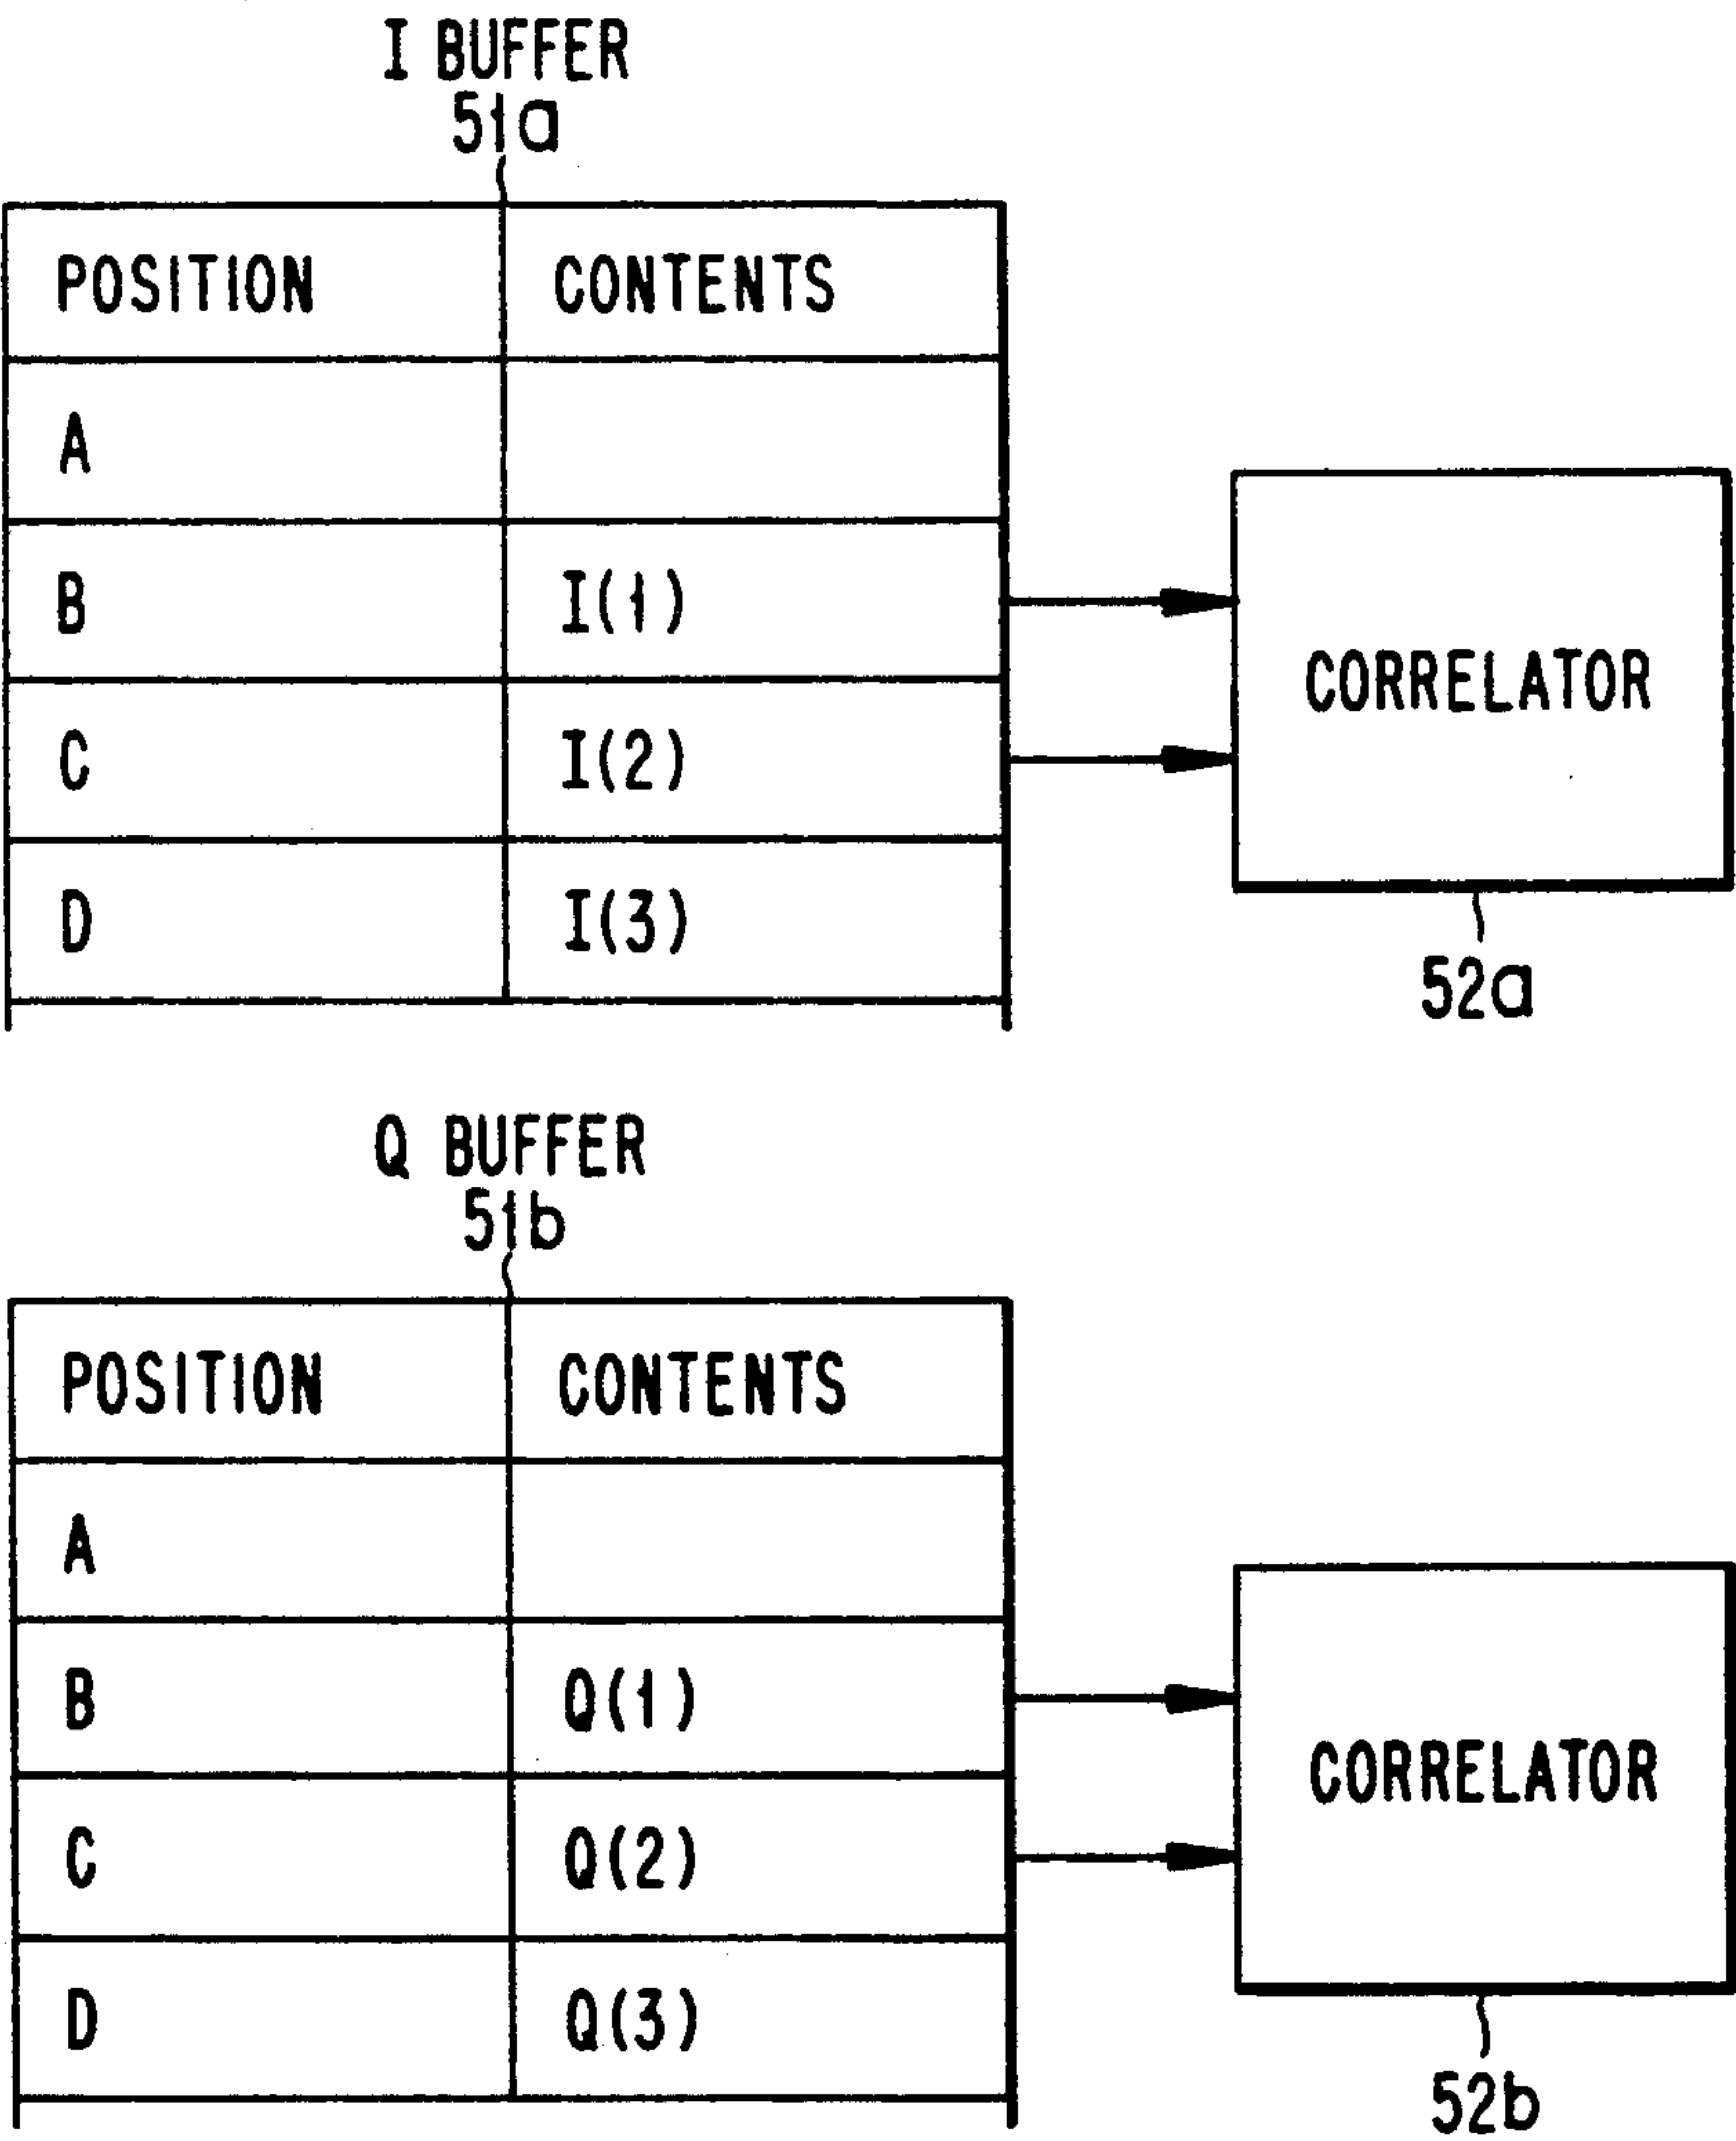 I BUFFER
51a
POSITION CONTENTS
A
B I(1)
C I(2)
D I(3)
CORRELATOR
52a
Q BUFFER
51b
POSITION CONTENTS
A
B Q(1)
C Q(2)
D Q(3)
CORRELATOR
52b